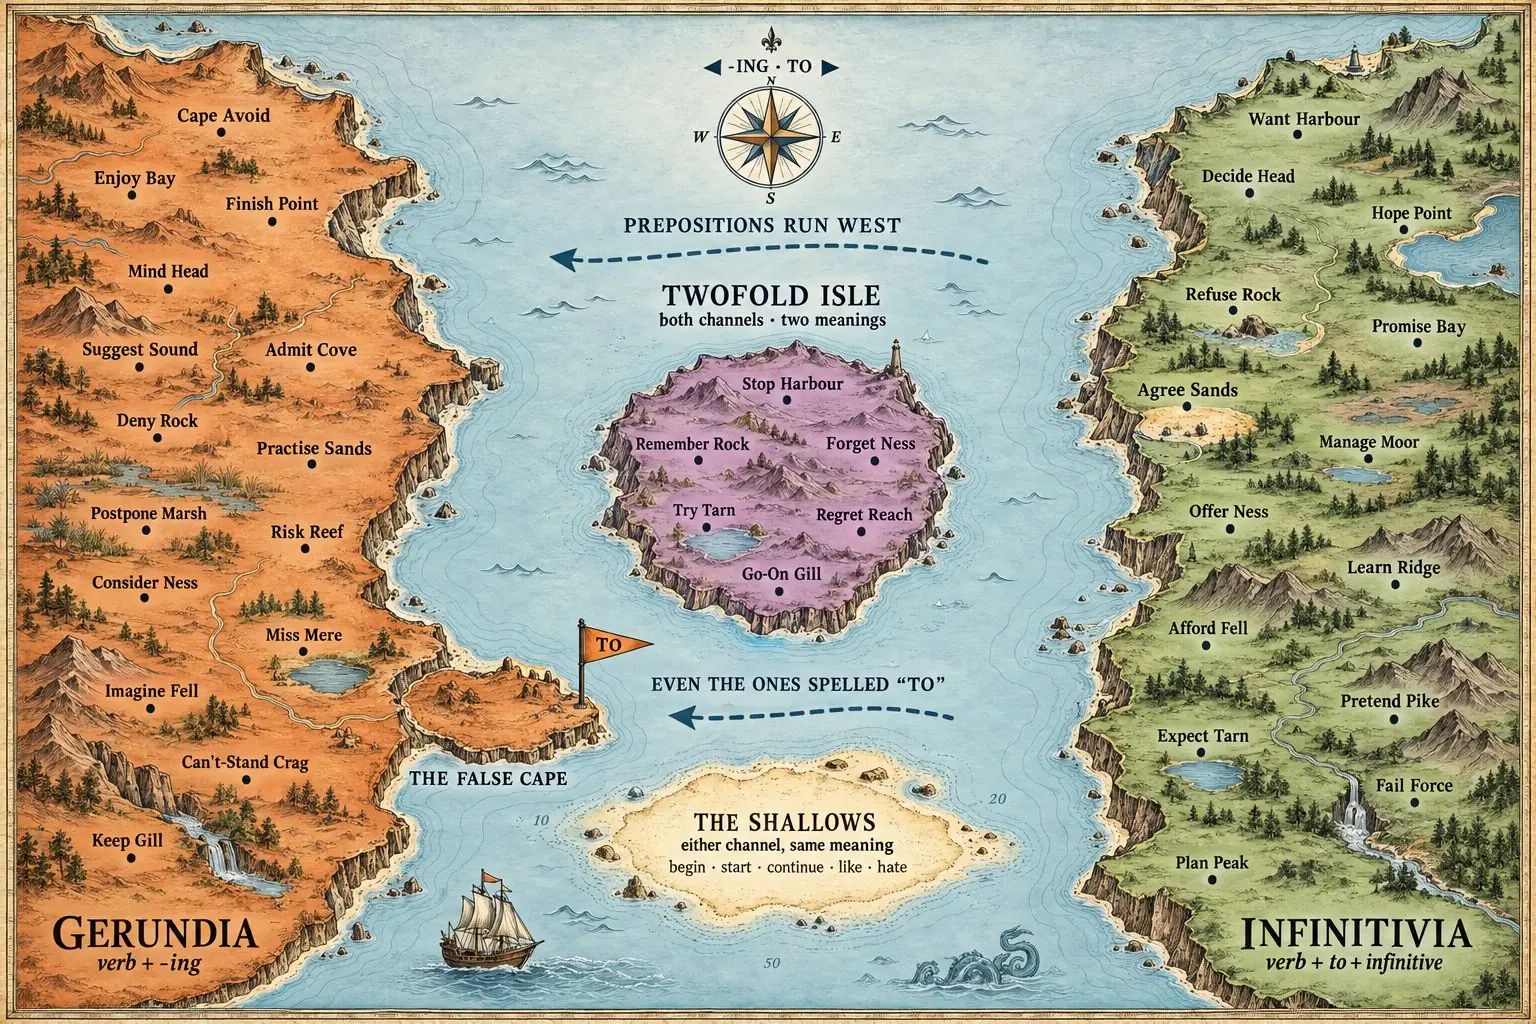 ◀ -ING · TO ▶
N
W
E
S
PREPOSITIONS RUN WEST
TWOFOLD ISLE
both channels · two meanings
Stop Harbour
Remember Rock
Forget Ness
Try Tarn
Regret Reach
Go-On Gill
TO
EVEN THE ONES SPELLED “TO”
THE FALSE CAPE
THE SHALLOWS
either channel, same meaning
begin · start · continue · like · hate
10
20
50
Cape Avoid
Enjoy Bay
Finish Point
Mind Head
Suggest Sound
Admit Cove
Deny Rock
Practise Sands
Postpone Marsh
Risk Reef
Consider Ness
Miss Mere
Imagine Fell
Can't-Stand Crag
Keep Gill
GERUNDIA
verb + -ing
Want Harbour
Decide Head
Hope Point
Refuse Rock
Promise Bay
Agree Sands
Manage Moor
Offer Ness
Learn Ridge
Afford Fell
Pretend Pike
Expect Tarn
Fail Force
Plan Peak
INFINITIVIA
verb + to + infinitive